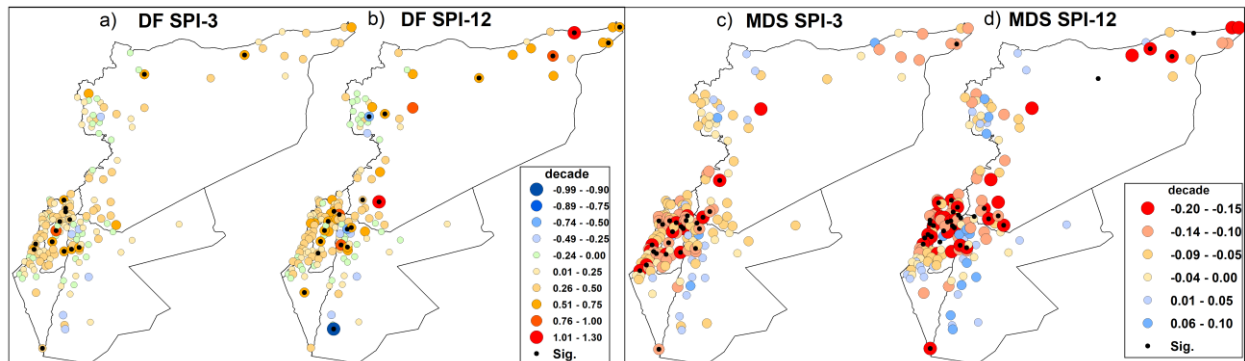 a) DF SPI-3
b) DF SPI-12
c) MDS SPI-3
d) MDS SPI-12
decade
-0.99 - -0.90
-0.89 - -0.75
-0.74 - -0.50
-0.49 - -0.25
-0.24 - 0.00
0.01 - 0.25
0.26 - 0.50
0.51 - 0.75
0.76 - 1.00
1.01 - 1.30
Sig.
decade
-0.20 - -0.15
-0.14 - -0.10
-0.09 - -0.05
-0.04 - 0.00
0.01 - 0.05
0.06 - 0.10
Sig.